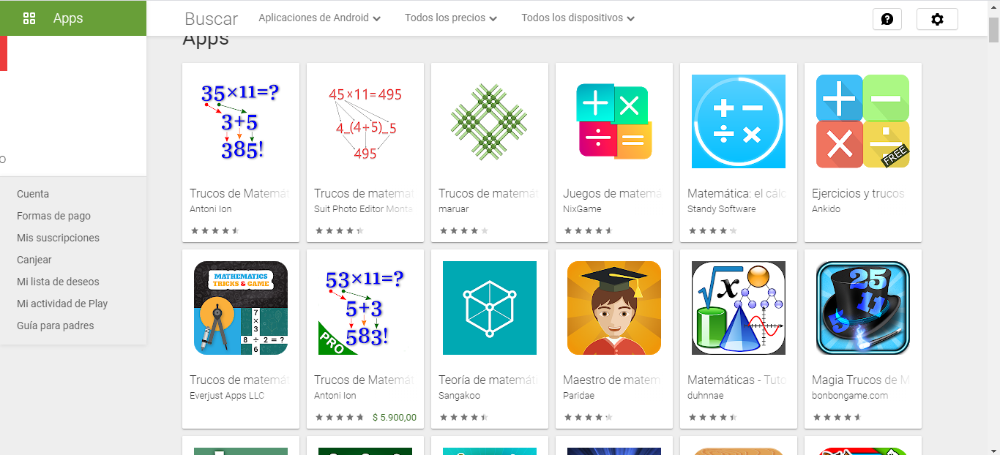 Apps
Buscar
Aplicaciones de Android
Todos los precios
Todos los dispositivos
Apps
o
Cuenta
Formas de pago
Mis suscripciones
Canjear
Mi lista de deseos
Mi actividad de Play
Guía para padres
35×11=?
3+5
385!
Trucos de Matemát
Antoni Ion
45x11=495
4_(4+5)_5
495
Trucos de matemat
Suit Photo Editor Monta
Trucos de matemát
maruar
+ ×
÷ =
Juegos de matemá
NixGame
+ −
÷ ×
Matemática: el cálc
Standy Software
+ −
× ÷
FREE
Ejercicios y trucos
Ankido
MATHEMATICS
TRICKS & GAME
7
×
3
8 ÷ 2 = ?
6
Trucos de matemát
Everjust Apps LLC
53×11=?
5+3
583!
PRO
Trucos de Matemát
Antoni Ion
$ 5.900,00
Teoría de matemáti
Sangakoo
Maestro de matem
Paridae
√x
Matemáticas - Tuto
duhnnae
25
11
5
Magia Trucos de M
bonbongame.com